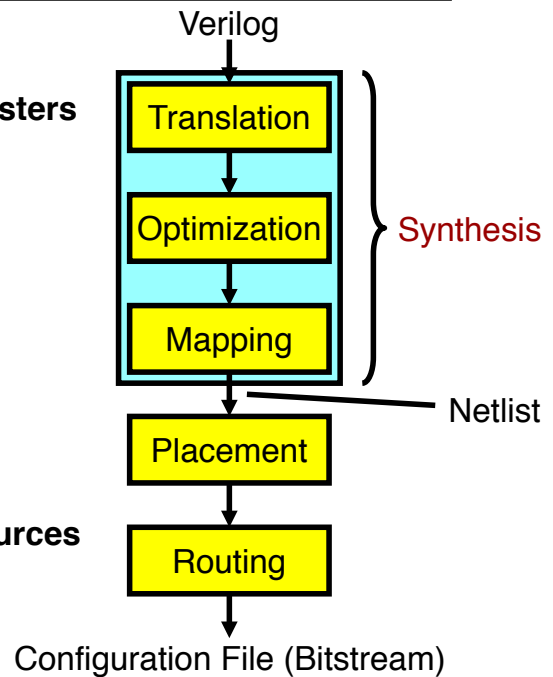 Verilog
sters
Translation
Optimization
Synthesis
Mapping
Netlist
Placement
urces
Routing
Configuration File (Bitstream)